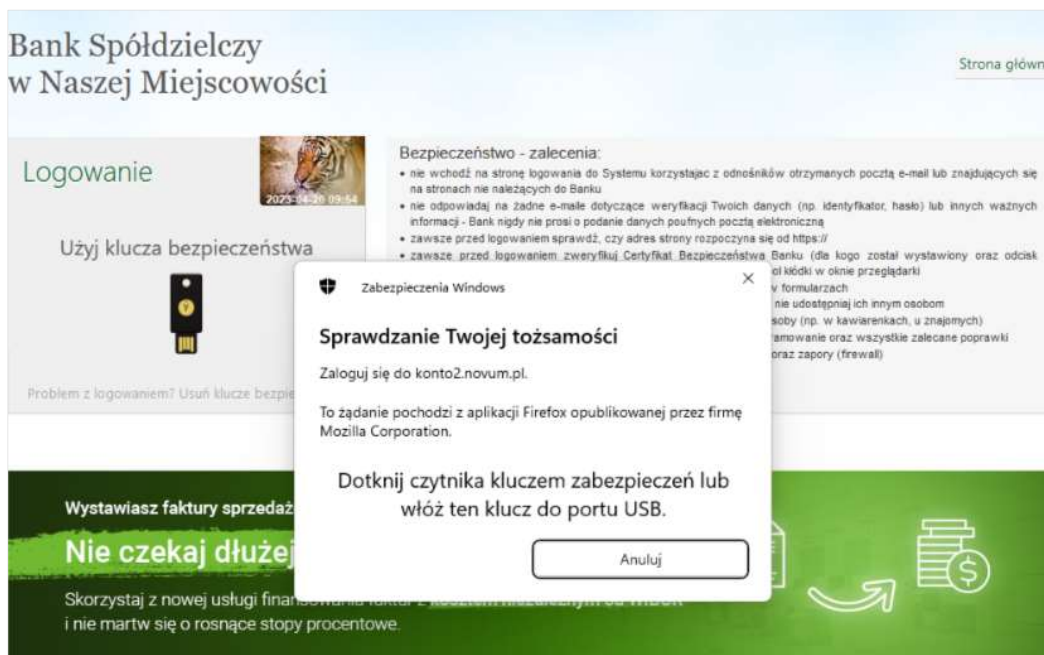 Bank Spółdzielczy
w Naszej Miejscowości
Strona główn
Logowanie
2023-04-20 09:54
Użyj klucza bezpieczeństwa
Problem z logowaniem? Usuń klucze bezpie
Bezpieczeństwo - zalecenia:
• nie wchodź na stronę logowania do Systemu korzystając z odnośników otrzymanych pocztą e-mail lub znajdujących się
na stronach nie należących do Banku
• nie odpowiadaj na żadne e-maile dotyczące weryfikacji Twoich danych (np. identyfikator, hasło) lub innych ważnych
informacji - Bank nigdy nie prosi o podanie danych poufnych pocztą elektroniczną
• zawsze przed logowaniem sprawdź, czy adres strony rozpoczyna się od https://
• zawsze przed logowaniem zweryfikuj Certyfikat Bezpieczeństwa Banku (dla kogo został wystawiony oraz odcisk
ol kłódki w oknie przeglądarki
w formularzach
nie udostępniaj ich innym osobom
soby (np. w kawiarenkach, u znajomych)
amowanie oraz wszystkie zalecane poprawki
oraz zapory (firewall)
Zabezpieczenia Windows
Sprawdzanie Twojej tożsamości
Zaloguj się do konto2.novum.pl.
To żądanie pochodzi z aplikacji Firefox opublikowanej przez firmę
Mozilla Corporation.
Dotknij czytnika kluczem zabezpieczeń lub
włóż ten klucz do portu USB.
Anuluj
Wystawiasz faktury sprzedaż
Nie czekaj dłużej
Skorzystaj z nowej usługi finansowania faktur z kosztem niezależnym od WIBOR
i nie martw się o rosnące stopy procentowe.